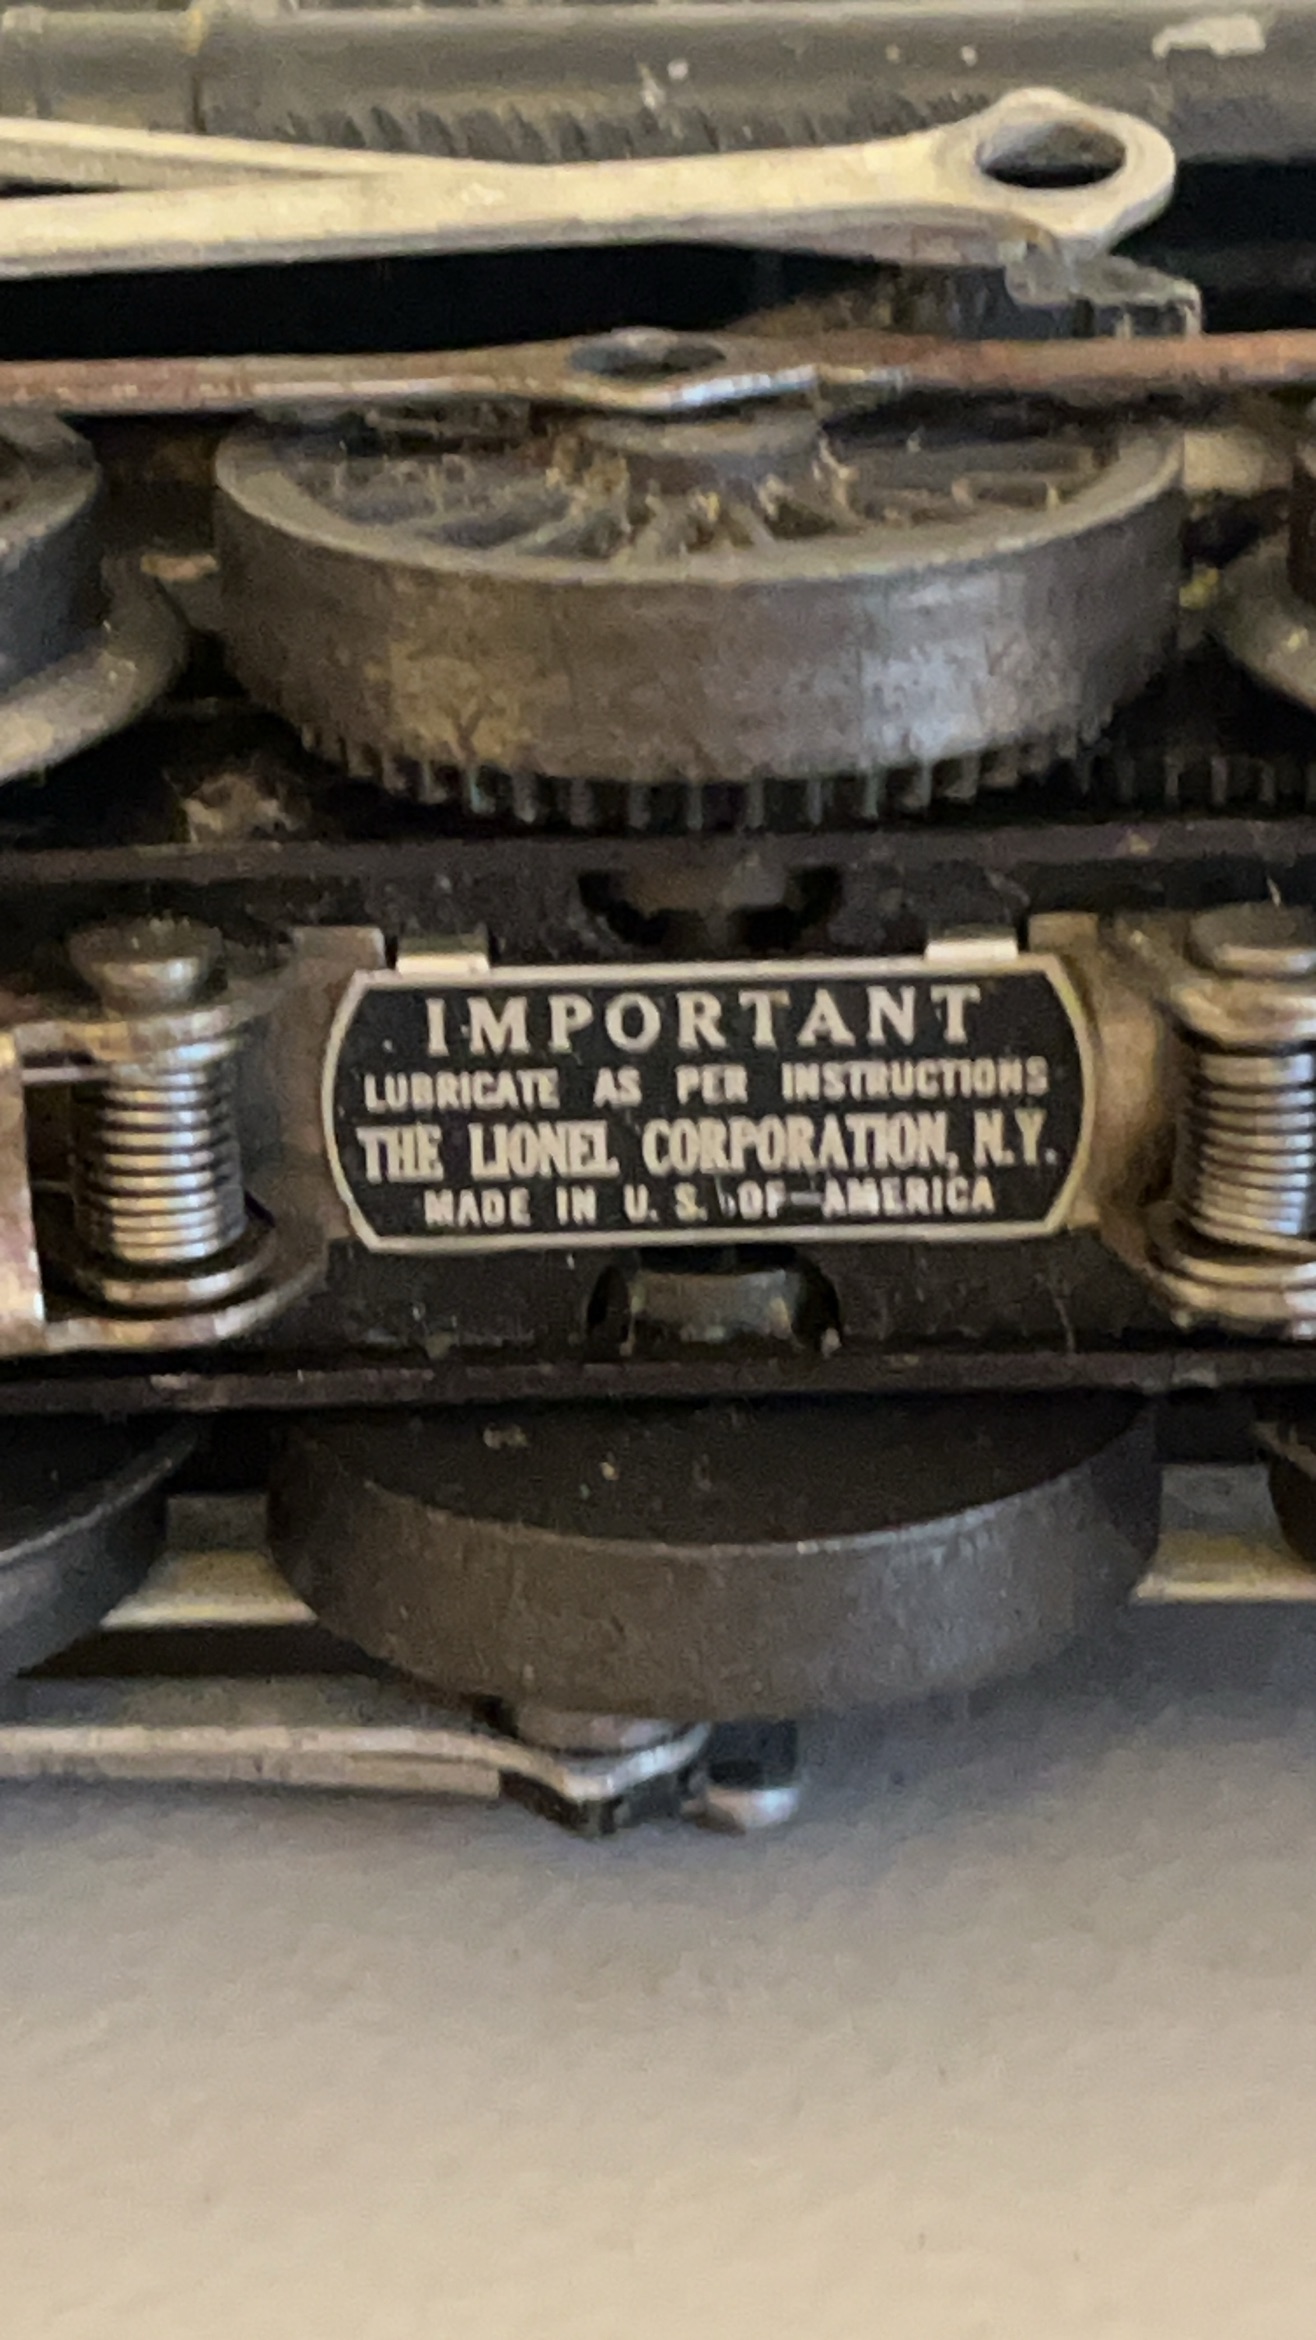 IMPORTANT
LUBRICATE AS PER INSTRUCTIONS
THE LIONEL CORPORATION, N.Y.
MADE IN U. S. OF AMERICA